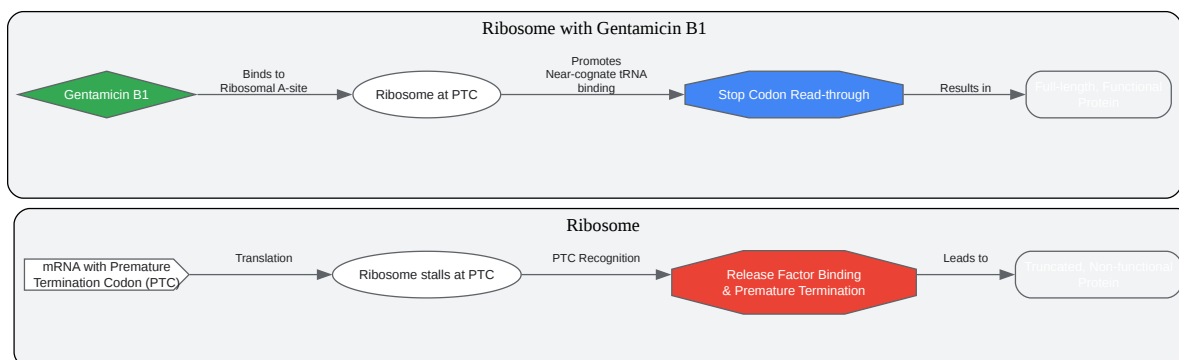 Ribosome with Gentamicin B1
Gentamicin B1
Binds to
Ribosomal A-site
Ribosome at PTC
Promotes
Near-cognate tRNA
binding
Stop Codon Read-through
Results in
Full-length, Functional
Protein
Ribosome
mRNA with Premature
Termination Codon (PTC)
Translation
Ribosome stalls at PTC
PTC Recognition
Release Factor Binding
& Premature Termination
Leads to
Truncated, Non-functional
Protein